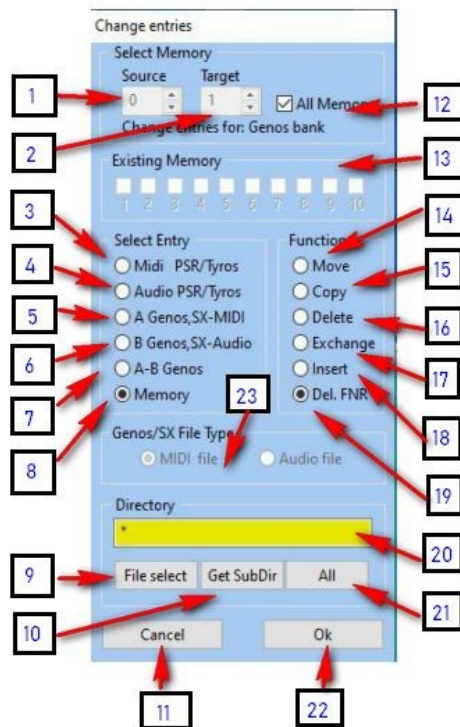 Change entries
Select Memory
Source Target
1 0 1 All Memory 12
2 Change entries for: Genos bank
Existing Memory 13
1 2 3 4 5 6 7 8 9 10
Select Entry Function 14
3 Midi PSR/Tyros Move
4 Audio PSR/Tyros Copy 15
5 A Genos,SX-MIDI Delete 16
6 B Genos,SX-Audio Exchange 17
7 A-B Genos Insert 18
8 Memory 23 Del. FNR 19
Genos/SX File Type
MIDI file Audio file
Directory
* 20
9 File select Get SubDir All 21
10
Cancel Ok
11 22